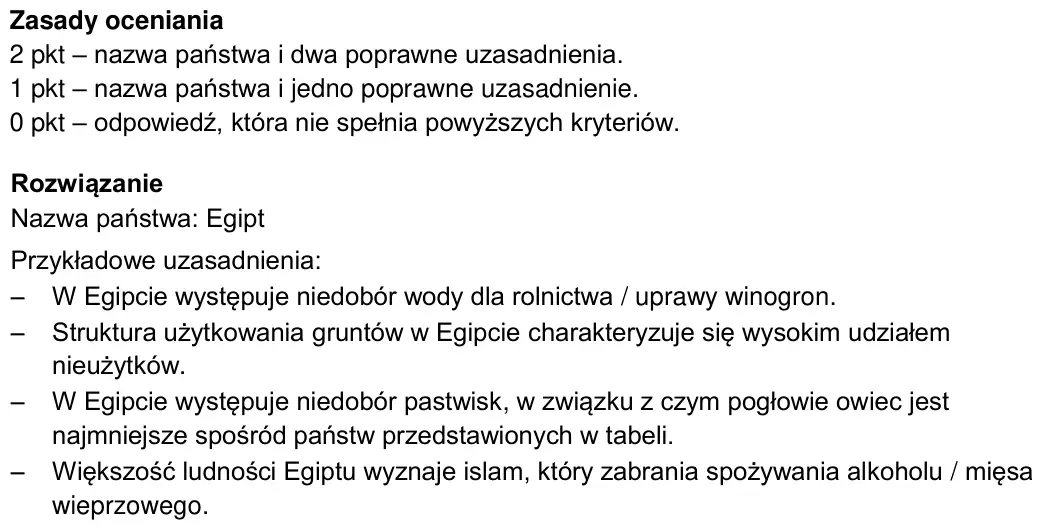 Zasady oceniania
2 pkt – nazwa państwa i dwa poprawne uzasadnienia.
1 pkt – nazwa państwa i jedno poprawne uzasadnienie.
0 pkt – odpowiedź, która nie spełnia powyższych kryteriów.
Rozwiązanie
Nazwa państwa: Egipt
Przykładowe uzasadnienia:
– W Egipcie występuje niedobór wody dla rolnictwa / uprawy winogron.
– Struktura użytkowania gruntów w Egipcie charakteryzuje się wysokim udziałem
nieużytków.
– W Egipcie występuje niedobór pastwisk, w związku z czym pogłowie owiec jest
najmniejsze spośród państw przedstawionych w tabeli.
– Większość ludności Egiptu wyznaje islam, który zabrania spożywania alkoholu / mięsa
wieprzowego.